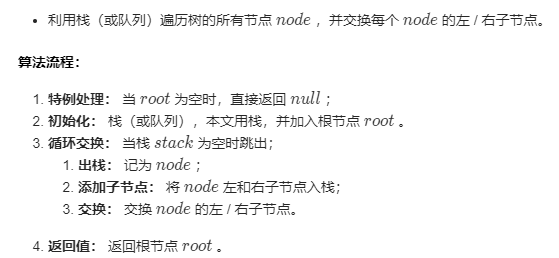 • 利用栈（或队列）遍历树的所有节点 node ，并交换每个 node 的左 / 右子节点。
算法流程：
1. 特例处理： 当 root 为空时，直接返回 null ；
2. 初始化： 栈（或队列），本文用栈，并加入根节点 root 。
3. 循环交换： 当栈 stack 为空时跳出；
1. 出栈： 记为 node ；
2. 添加子节点： 将 node 左和右子节点入栈；
3. 交换： 交换 node 的左 / 右子节点。
4. 返回值： 返回根节点 root 。